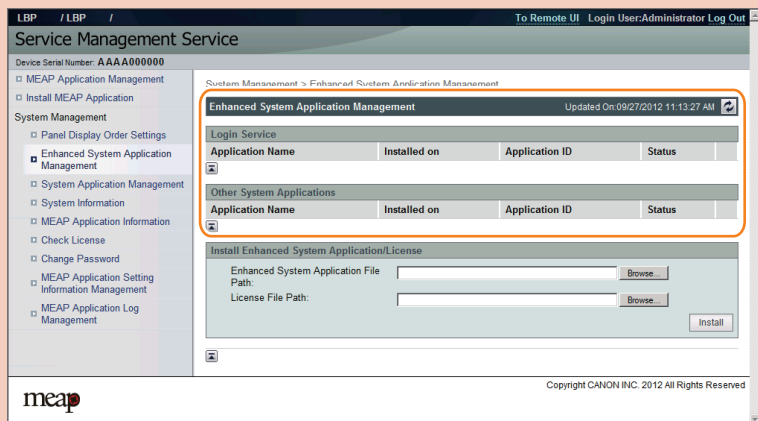 LBP / LBP /
To Remote UI Login User:Administrator Log Out
Service Management Service
Device Serial Number: AAAA000000
MEAP Application Management
Install MEAP Application
System Management
Panel Display Order Settings
Enhanced System Application
Management
System Application Management
System Information
MEAP Application Information
Check License
Change Password
MEAP Application Setting
Information Management
MEAP Application Log
Management
System Management > Enhanced System Application Management
Enhanced System Application Management Updated On:09/27/2012 11:13:27 AM
Login Service
Application Name Installed on Application ID Status
Other System Applications
Application Name Installed on Application ID Status
Install Enhanced System Application/License
Enhanced System Application File
Path:
Browse...
License File Path:
Browse...
Install
Copyright CANON INC. 2012 All Rights Reserved
meap